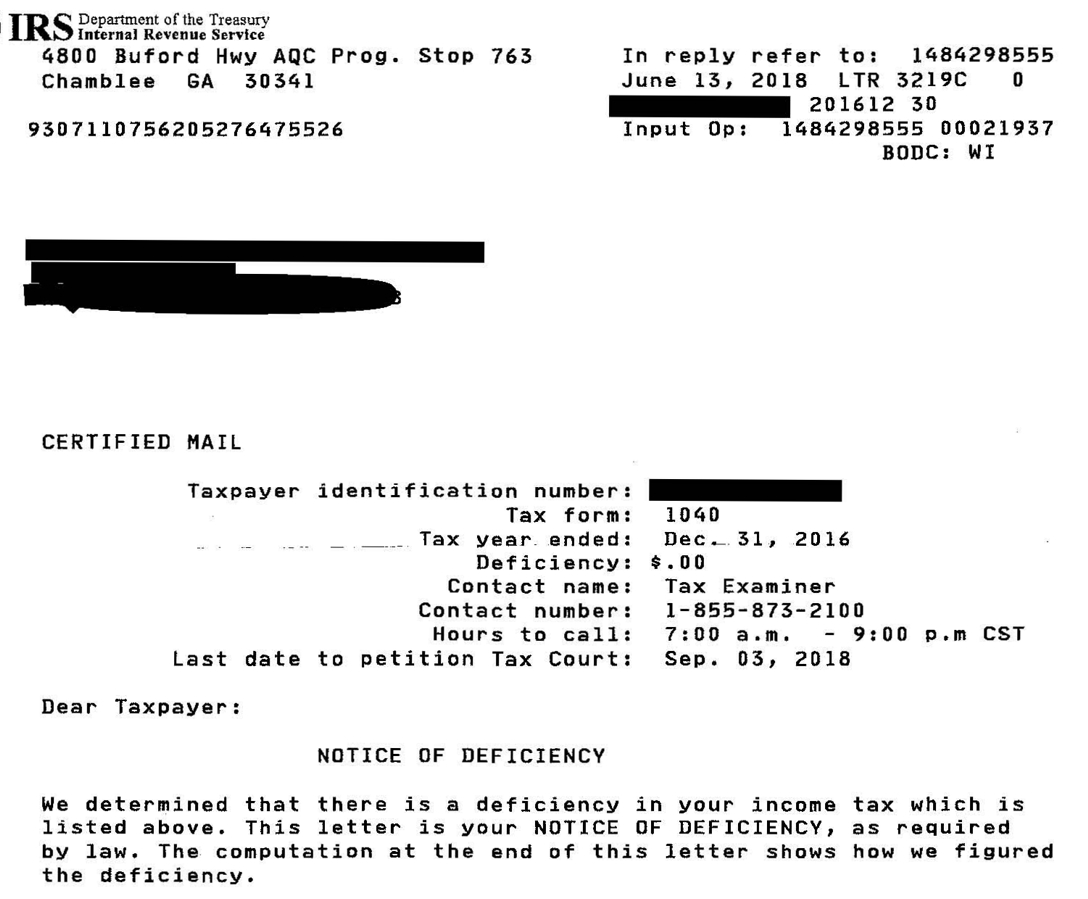 IRS Department of the Treasury
Internal Revenue Service
4800 Buford Hwy AQC Prog. Stop 763
Chamblee GA 30341
93071107562052764755​26
In reply refer to: 1484298555
June 13, 2018 LTR 3219C 0
201612 30
Input Op: 1484298555 00021937
BODC: WI
CERTIFIED MAIL
Taxpayer identification number:
Tax form: 1040
Tax year ended: Dec. 31, 2016
Deficiency: $.00
Contact name: Tax Examiner
Contact number: 1-855-873-2100
Hours to call: 7:00 a.m. - 9:00 p.m CST
Last date to petition Tax Court: Sep. 03, 2018
Dear Taxpayer:
NOTICE OF DEFICIENCY
We determined that there is a deficiency in your income tax which is
listed above. This letter is your NOTICE OF DEFICIENCY, as required
by law. The computation at the end of this letter shows how we figured
the deficiency.